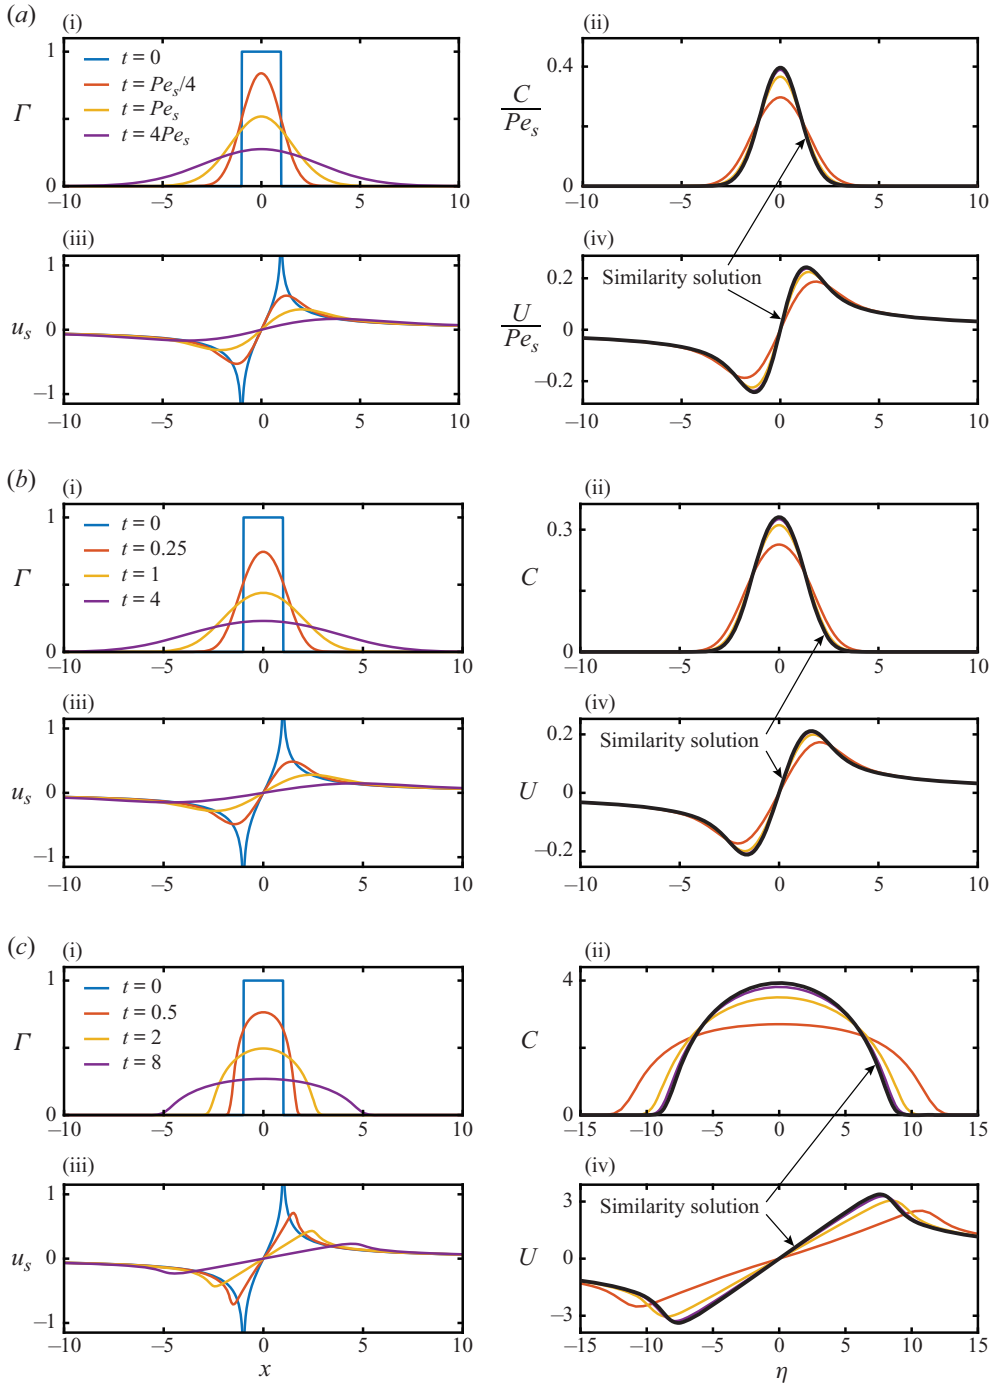 (a)
(i)
(ii)
1
Γ
0
t = 0
t = Pe_s/4
t = Pe_s
t = 4Pe_s
−10
−5
0
5
10
0.4
C
Pe_s
0
−10
−5
0
5
10
(iii)
(iv)
1
u_s
0
−1
−10
−5
0
5
10
Similarity solution
0.2
U
Pe_s
0
−0.2
−10
−5
0
5
10
(b)
(i)
(ii)
1
Γ
0
t = 0
t = 0.25
t = 1
t = 4
−10
−5
0
5
10
0.3
C
0
−15
−5
0
5
10
(iii)
(iv)
1
u_s
0
−1
−10
−5
0
5
10
Similarity solution
0.2
U
0
−0.2
−10
−5
0
5
10
(c)
(i)
(ii)
1
Γ
0
t = 0
t = 0.5
t = 2
t = 8
−10
−5
0
5
10
4
C
0
−15
−10
−5
0
5
10
15
(iii)
(iv)
1
u_s
0
−1
−10
−5
0
5
10
x
Similarity solution
3
U
0
−3
−15
−10
−5
0
5
10
15
η